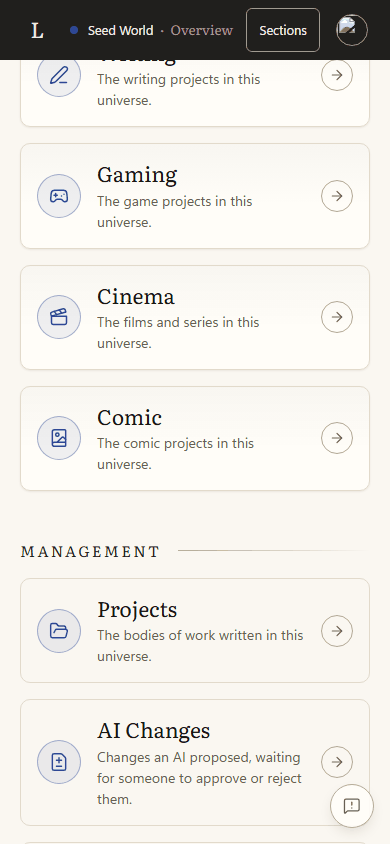 L
Seed World · Overview
Sections
Writing
The writing projects in this
universe.
Gaming
The game projects in this
universe.
Cinema
The films and series in this
universe.
Comic
The comic projects in this
universe.
MANAGEMENT
Projects
The bodies of work written in this
universe.
AI Changes
Changes an AI proposed, waiting
for someone to approve or reject
them.